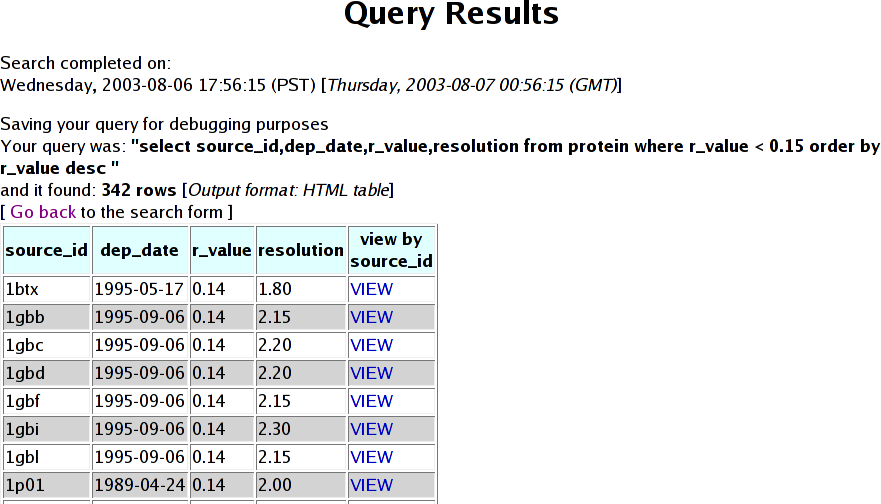 Query Results
Search completed on:
Wednesday, 2003-08-06 17:56:15 (PST) [Thursday, 2003-08-07 00:56:15 (GMT)]
Saving your query for debugging purposes
Your query was: "select source_id,dep_date,r_value,resolution from protein where r_value < 0.15 order by
r_value desc "
and it found: 342 rows [Output format: HTML table]
[ Go back to the search form ]
source_id dep_date r_value resolution view by source_id
1btx 1995-05-17 0.14 1.80 VIEW
1gbb 1995-09-06 0.14 2.15 VIEW
1gbc 1995-09-06 0.14 2.20 VIEW
1gbd 1995-09-06 0.14 2.20 VIEW
1gbf 1995-09-06 0.14 2.15 VIEW
1gbi 1995-09-06 0.14 2.30 VIEW
1gbl 1995-09-06 0.14 2.15 VIEW
1p01 1989-04-24 0.14 2.00 VIEW